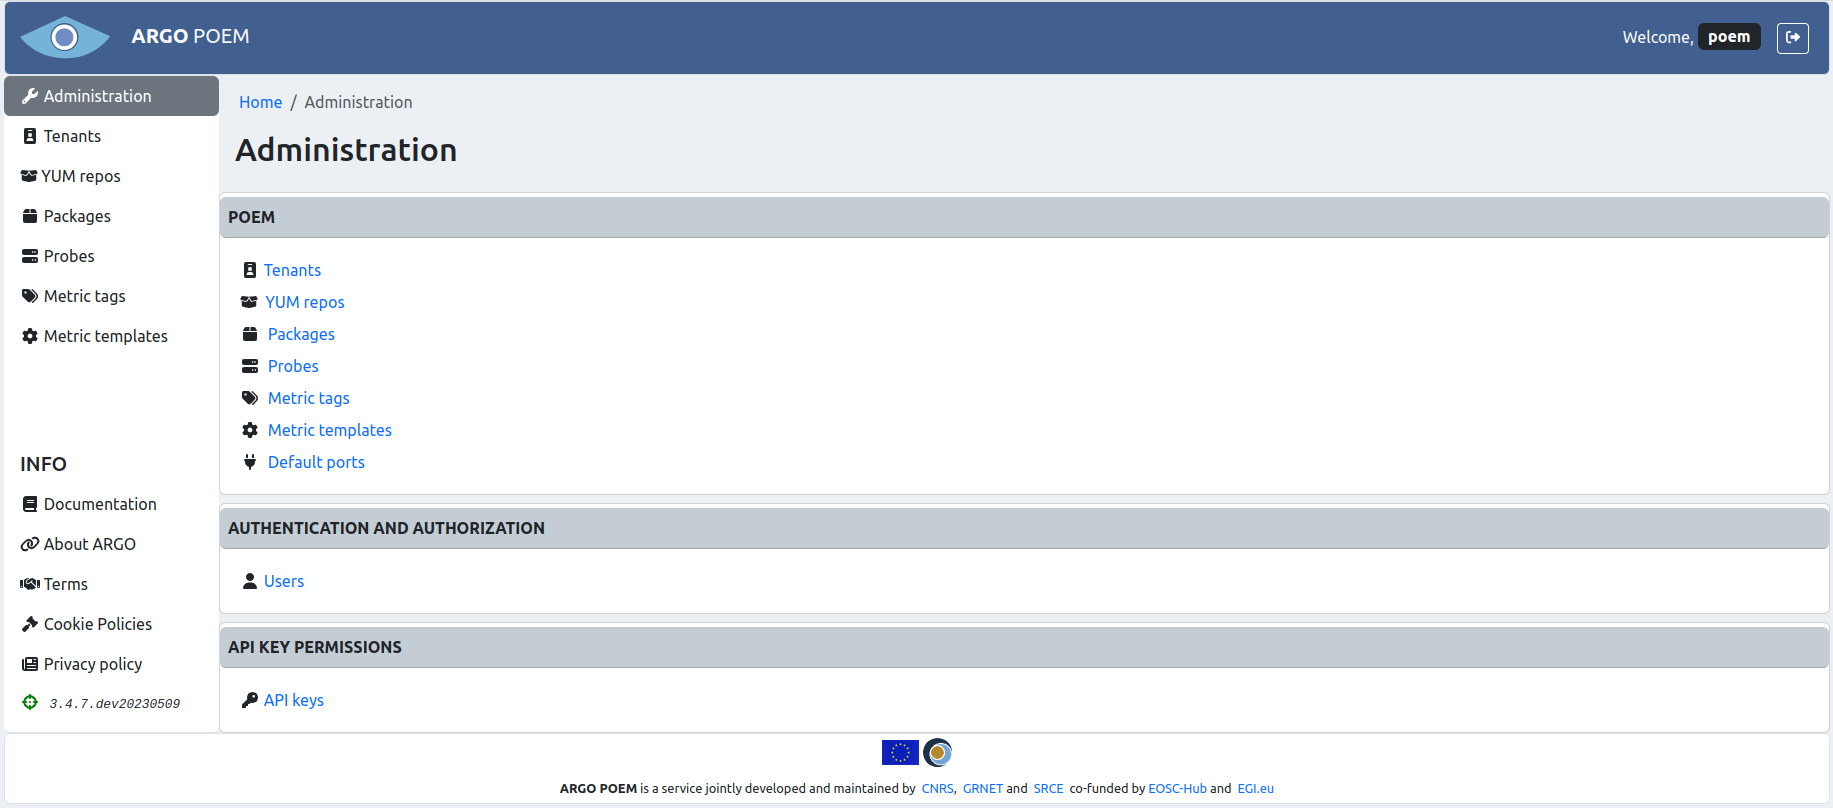 ARGO POEM
Welcome, poem
Administration
Tenants
YUM repos
Packages
Probes
Metric tags
Metric templates
INFO
Documentation
About ARGO
Terms
Cookie Policies
Privacy policy
3.4.7.dev20230509
Home / Administration
Administration
POEM
Tenants
YUM repos
Packages
Probes
Metric tags
Metric templates
Default ports
AUTHENTICATION AND AUTHORIZATION
Users
API KEY PERMISSIONS
API keys
ARGO POEM is a service jointly developed and maintained by CNRS, GRNET and SRCE co-funded by EOSC-Hub and EGI.eu